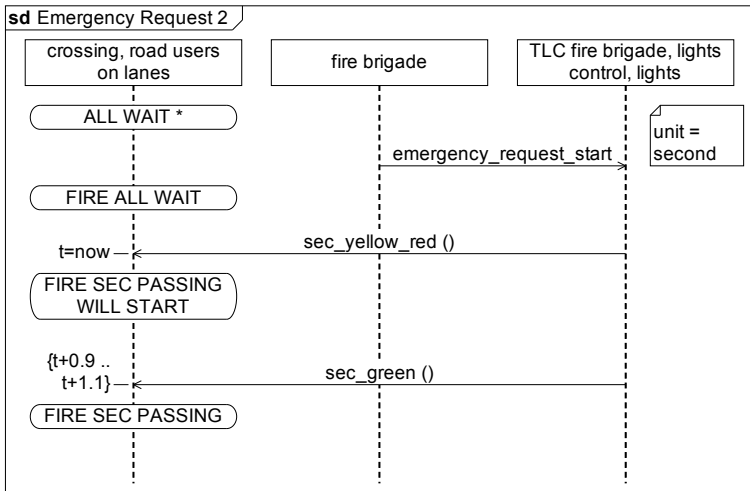 sd Emergency Request 2
crossing, road users
on lanes
fire brigade
TLC fire brigade, lights
control, lights
ALL WAIT *
unit =
second
emergency_request_start
FIRE ALL WAIT
sec_yellow_red ()
t=now
FIRE SEC PASSING
WILL START
{t+0.9 ..
t+1.1}
sec_green ()
FIRE SEC PASSING